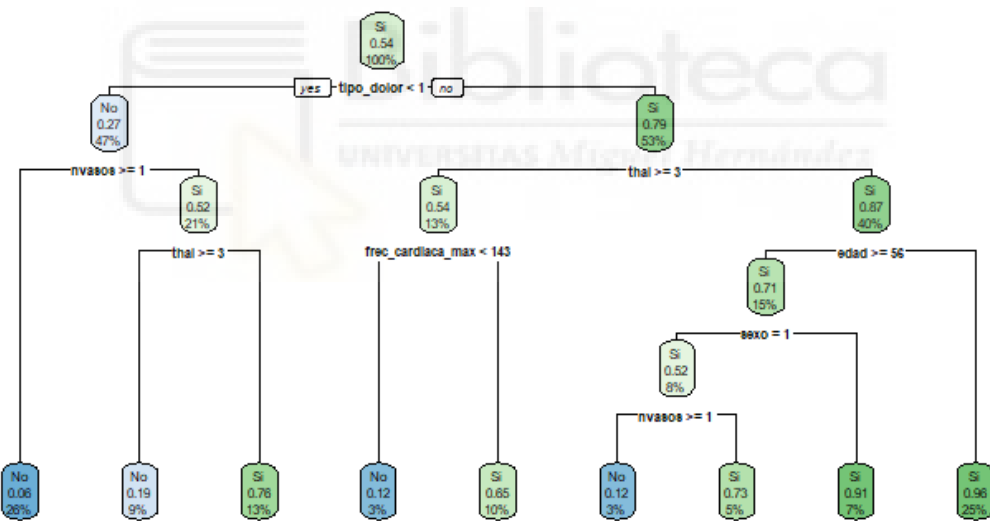 Biblioteca
UNIVERSITAS Miguel Hernández
Si
0.54
100%
yes tipo_dolor < 1 no
No
0.27
47%
Si
0.79
53%
nvasos >= 1
thal >= 3
Si
0.52
21%
Si
0.54
13%
Si
0.87
40%
thal >= 3
frec_cardiaca_max < 143
edad >= 56
Si
0.71
15%
sexo = 1
Si
0.52
8%
nvasos >= 1
No
0.06
26%
No
0.19
9%
Si
0.76
13%
No
0.12
3%
Si
0.65
10%
No
0.12
3%
Si
0.73
5%
Si
0.91
7%
Si
0.96
25%